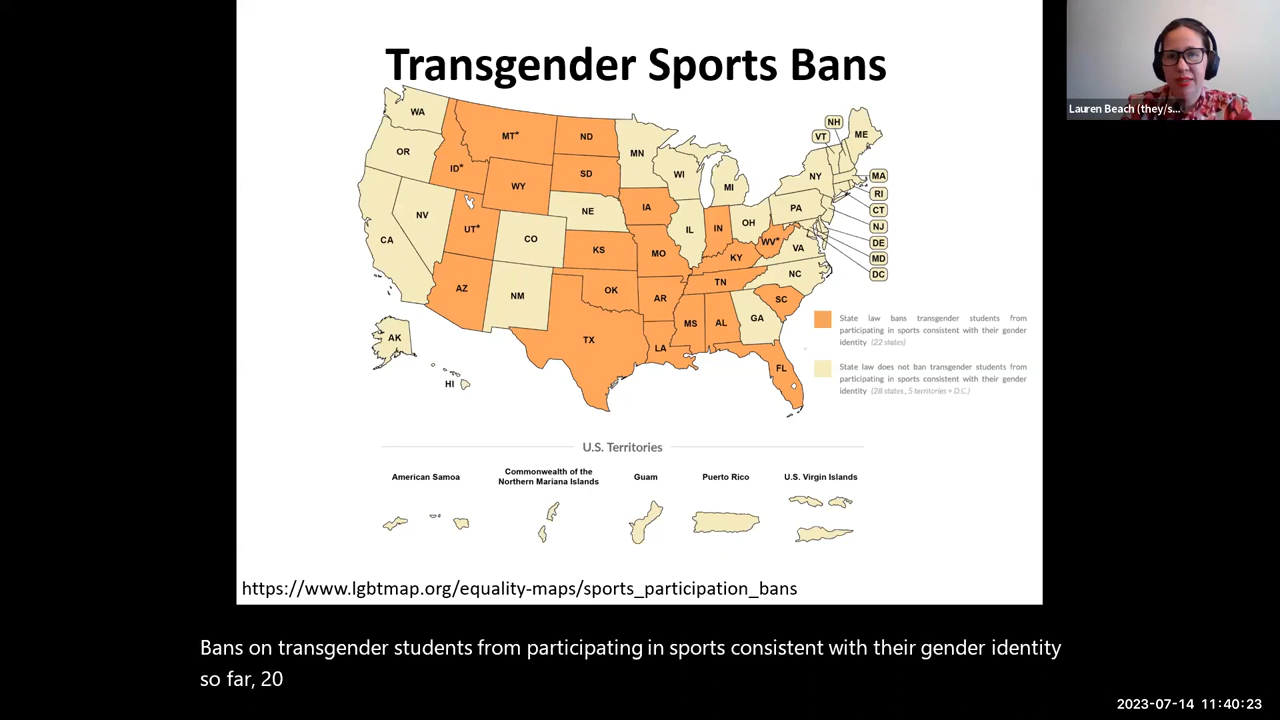 Transgender Sports Bans
Lauren Beach (they/s...
WA
MT*
ND
MN
OR
ID*
WY
SD
WI
MI
NH
VT
ME
NY
MA
RI
CT
NJ
DE
MD
DC
NV
UT*
NE
IA
IL
IN
OH
PA
CA
CO
KS
MO
KY
WV*
VA
AZ
NM
OK
AR
TN
NC
SC
TX
LA
MS
AL
GA
FL
AK
HI
State law bans transgender students from
participating in sports consistent with their gender
identity (22 states)
State law does not ban transgender students from
participating in sports consistent with their gender
identity (28 states , 5 territories + D.C.)
U.S. Territories
American Samoa
Commonwealth of the
Northern Mariana Islands
Guam
Puerto Rico
U.S. Virgin Islands
https://www.lgbtmap.org/equality-maps/sports_participation_bans
Bans on transgender students from participating in sports consistent with their gender identity
so far, 20
2023-07-14 11:40:23